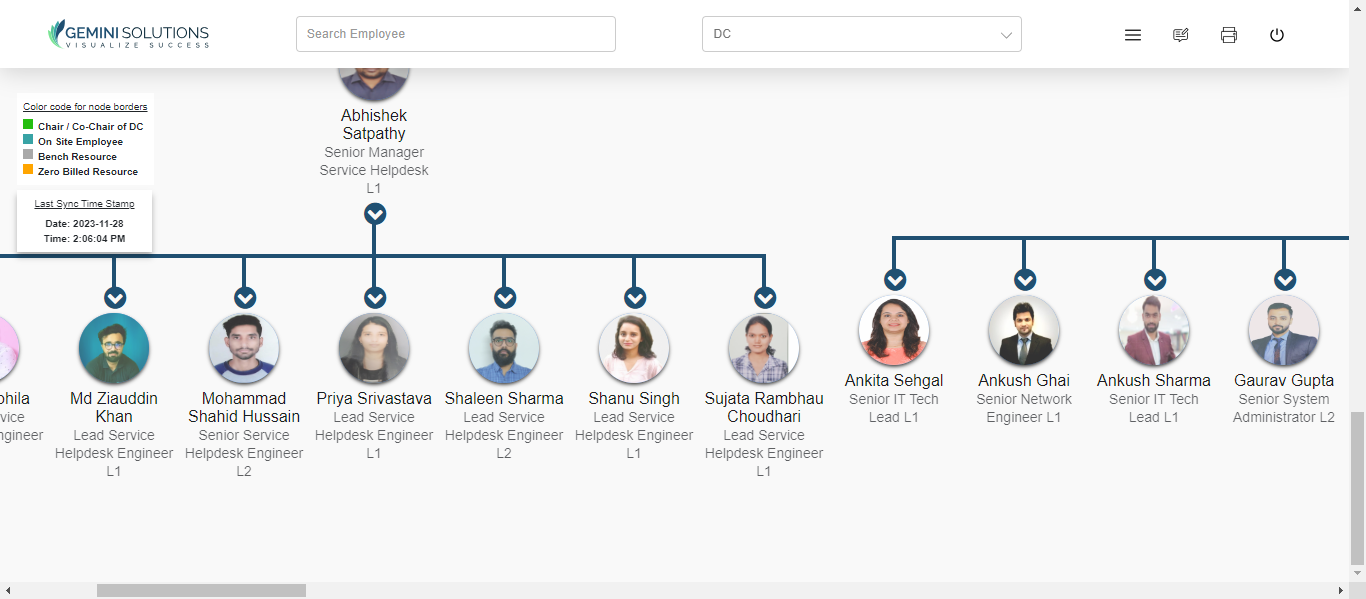 GEMINI SOLUTIONS
VISUALIZE SUCCESS
Search Employee
DC
Color code for node borders
Chair / Co-Chair of DC
On Site Employee
Bench Resource
Zero Billed Resource
Last Sync Time Stamp
Date: 2023-11-28
Time: 2:06:04 PM
Abhishek
Satpathy
Senior Manager
Service Helpdesk
L1
Md Ziauddin
Khan
Lead Service
Helpdesk Engineer
L1
Mohammad
Shahid Hussain
Senior Service
Helpdesk Engineer
L2
Priya Srivastava
Lead Service
Helpdesk Engineer
L1
Shaleen Sharma
Lead Service
Helpdesk Engineer
L2
Shanu Singh
Lead Service
Helpdesk Engineer
L1
Sujata Rambhau
Choudhari
Lead Service
Helpdesk Engineer
L1
Ankita Sehgal
Senior IT Tech
Lead L1
Ankush Ghai
Senior Network
Engineer L1
Ankush Sharma
Senior IT Tech
Lead L1
Gaurav Gupta
Senior System
Administrator L2